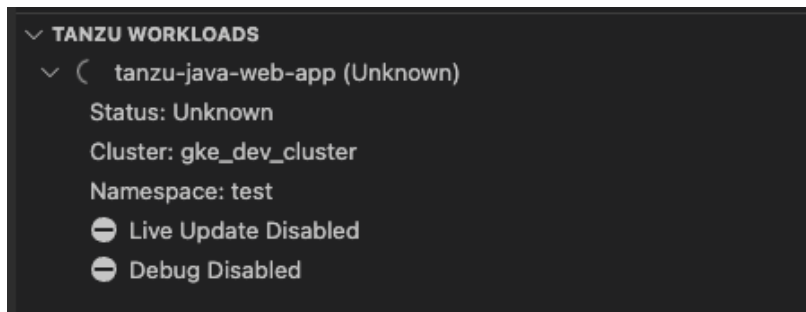 TANZU WORKLOADS
tanzu-java-web-app (Unknown)
Status: Unknown
Cluster: gke_dev_cluster
Namespace: test
Live Update Disabled
Debug Disabled